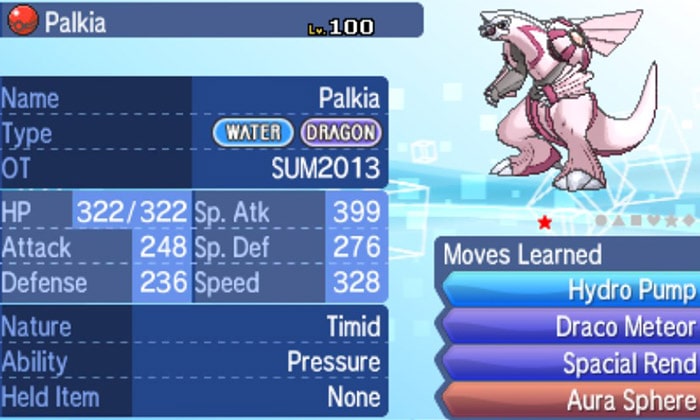 Palkia Lv.100
Name Palkia
Type WATER DRAGON
OT SUM2013
HP 322/322 Sp. Atk 399
Attack 248 Sp. Def 276
Defense 236 Speed 328
Nature Timid
Ability Pressure
Held Item None
Moves Learned
Hydro Pump
Draco Meteor
Spacial Rend
Aura Sphere